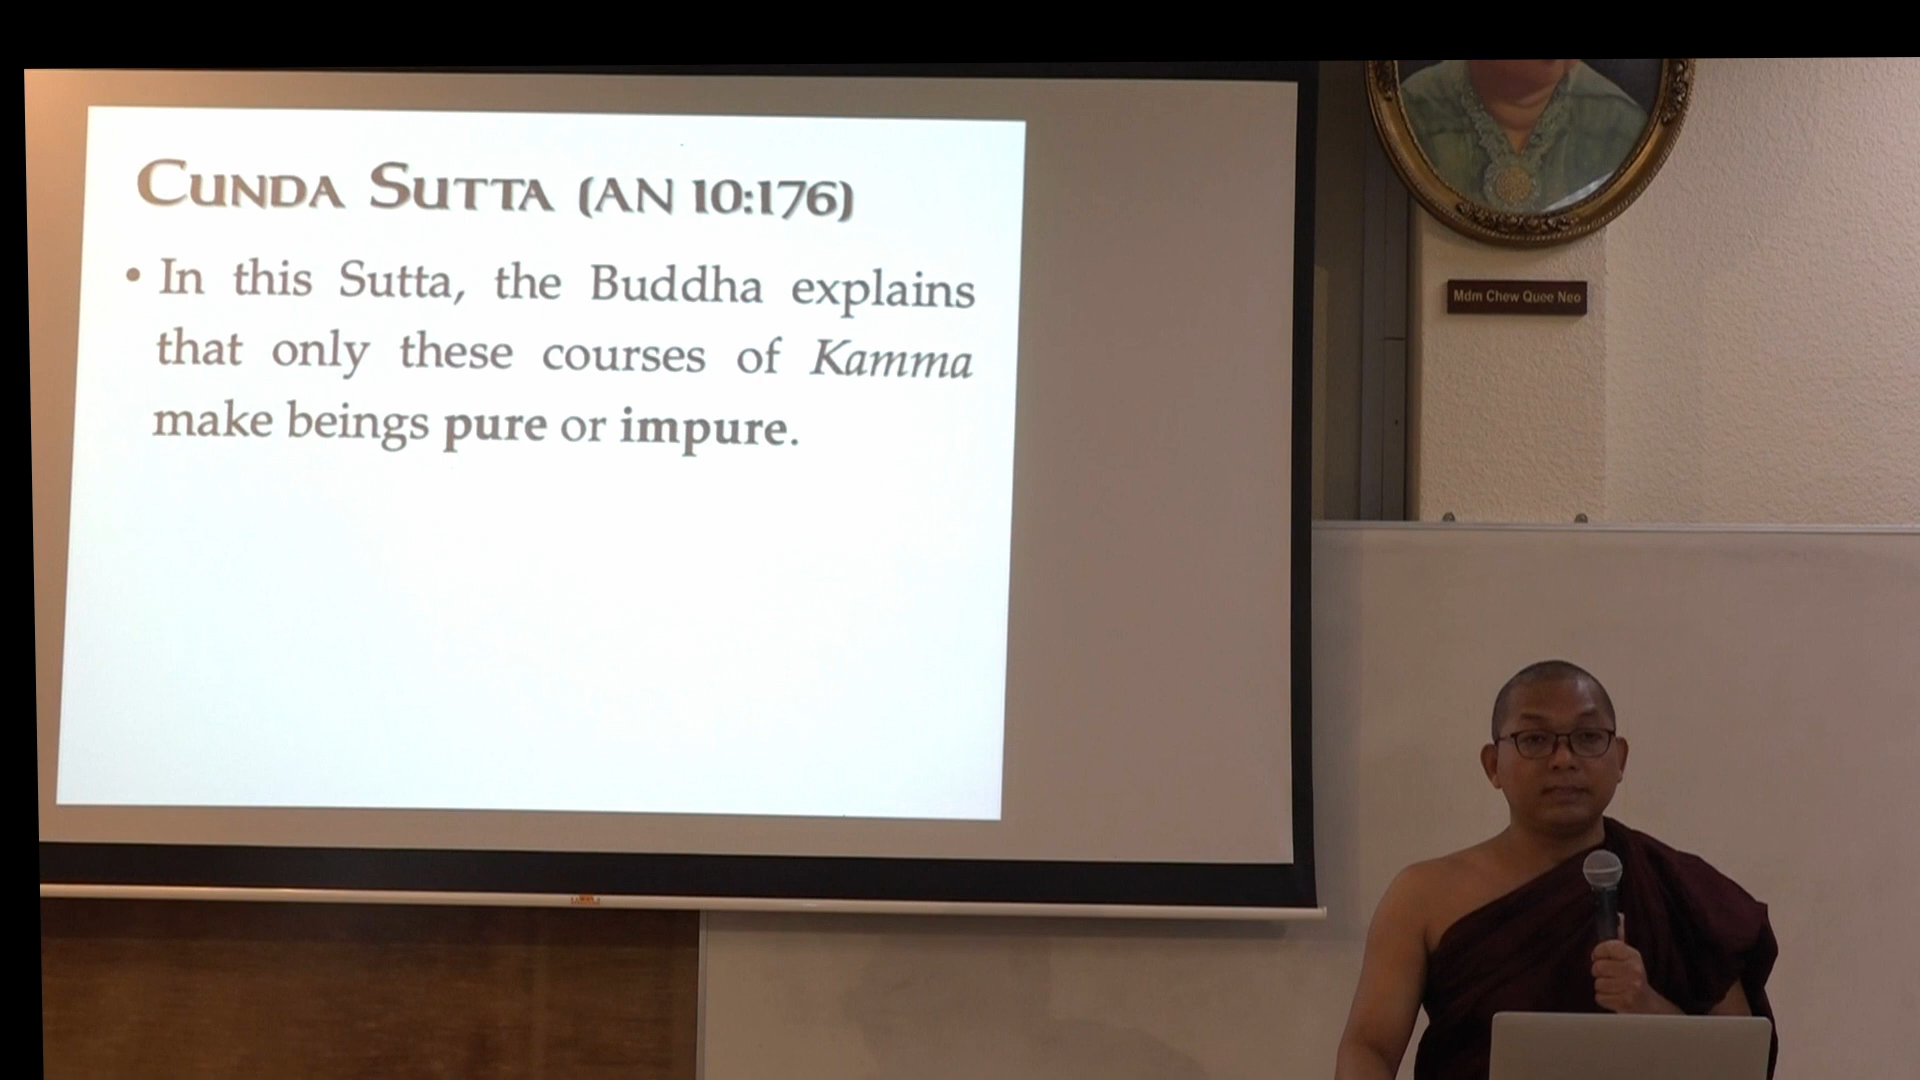 CUNDA SUTTA (AN 10:176)
• In this Sutta, the Buddha explains
that only these courses of Kamma
make beings pure or impure.
Mdm Chew Quee Neo